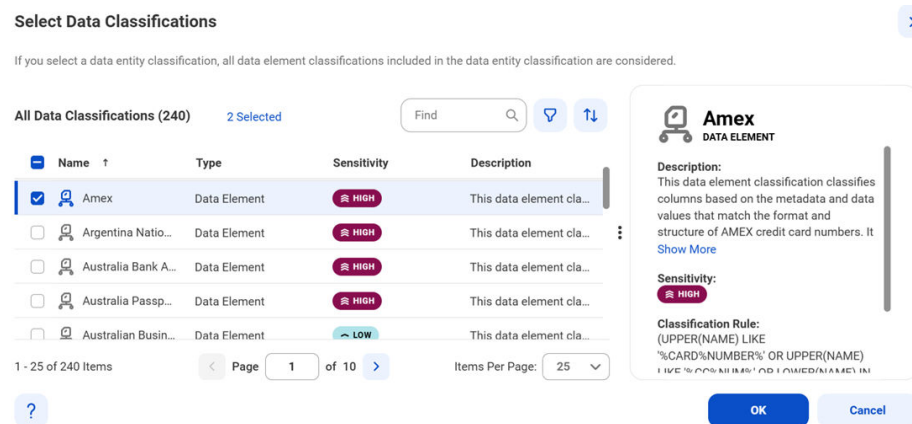 Select Data Classifications
If you select a data entity classification, all data element classifications included in the data entity classification are considered.
All Data Classifications (240) 2 Selected Find
Name ↑ Type Sensitivity Description
Amex Data Element HIGH This data element cla...
Argentina Natio... Data Element HIGH This data element cla...
Australia Bank A... Data Element HIGH This data element cla...
Australia Passp... Data Element HIGH This data element cla...
Australian Busin... Data Element LOW This data element cla...
1 - 25 of 240 Items Page 1 of 10 Items Per Page: 25
Amex
DATA ELEMENT
Description:
This data element classification classifies
columns based on the metadata and data
values that match the format and
structure of AMEX credit card numbers. It
Show More
Sensitivity:
HIGH
Classification Rule:
(UPPER(NAME) LIKE
'%CARD%NUMBER%' OR UPPER(NAME)
LIKE '%CC%NUM%' OR LOWER(NAME) IN
? OK Cancel